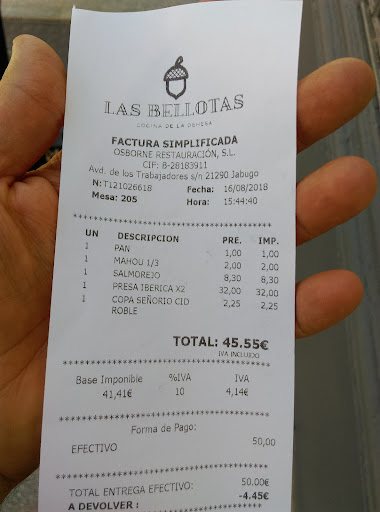 LAS BELLOTAS
COCINA DE LA DEHESA
FACTURA SIMPLIFICADA
OSBORNE RESTAURACIÓN, S.L.
CIF: B-28183911
Avd. de los Trabajadores s/n 21290 Jabugo
N: T121026618 Fecha: 16/08/2018
Mesa: 205 Hora: 15:44:40
UN DESCRIPCION PRE. IMP.
1 PAN 1,00 1,00
1 MAHOU 1/3 2,00 2,00
1 SALMOREJO 8,30 8,30
1 PRESA IBERICA X2 32,00 32,00
1 COPA SEÑORIO CID 2,25 2,25
ROBLE
TOTAL: 45.55€
IVA INCLUIDO
Base Imponible %IVA IVA
41,41€ 10 4,14€
Forma de Pago:
EFECTIVO 50,00
TOTAL ENTREGA EFECTIVO: 50.00€
A DEVOLVER : -4.45€